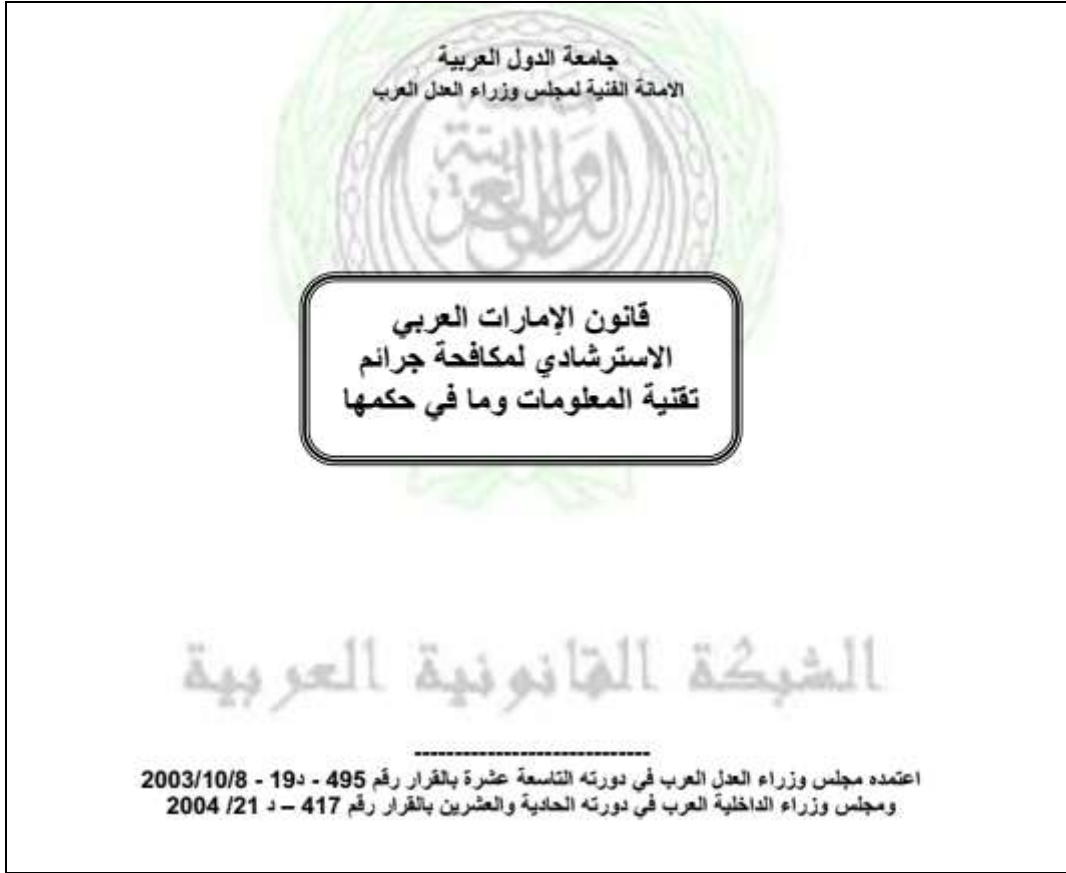 جامعة الدول العربية
الامانة الفنية لمجلس وزراء العدل العرب
قانون الإمارات العربي
الاسترشادي لمكافحة جرائم
تقنية المعلومات وما في حكمها
الشبكة القانونية العربية
-----------------------------
اعتمده مجلس وزراء العدل العرب في دورته التاسعة عشرة بالقرار رقم 495 - د19 - 2003/10/8
ومجلس وزراء الداخلية العرب في دورته الحادية والعشرين بالقرار رقم 417 – د 21/ 2004